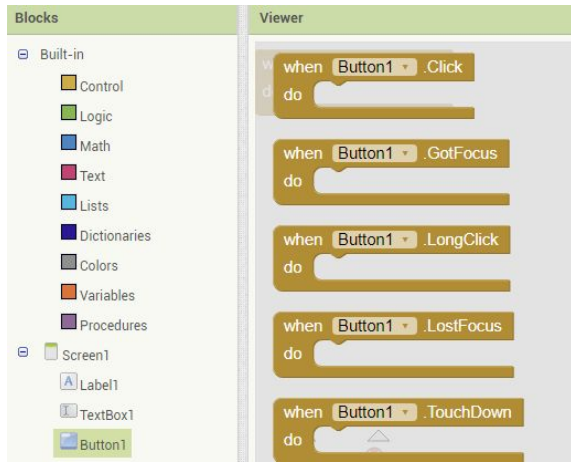 Blocks
Built-in
Control
Logic
Math
Text
Lists
Dictionaries
Colors
Variables
Procedures
Screen1
Label1
TextBox1
Button1
Viewer
when Button1 .Click
do
when Button1 .GotFocus
do
when Button1 .LongClick
do
when Button1 .LostFocus
do
when Button1 .TouchDown
do